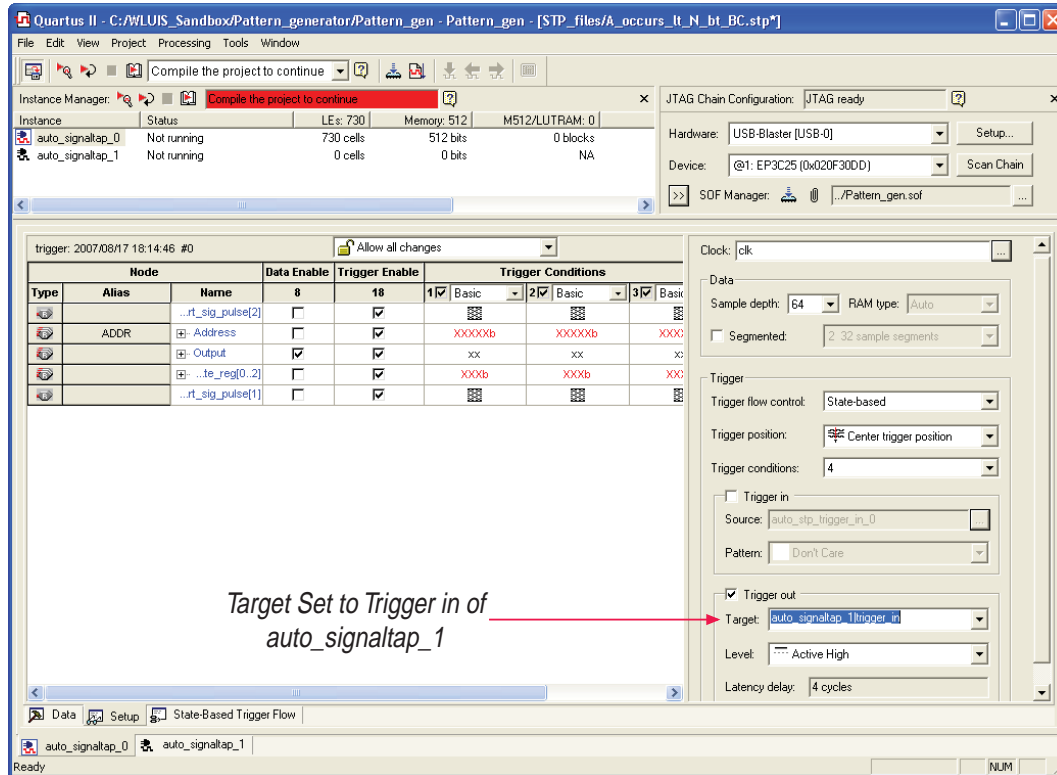 Quartus II - C:/WLUIS_Sandbox/Pattern_generator/Pattern_gen - Pattern_gen - [STP_files/A_occurs_lt_N_bt_BC.stp*]
File Edit View Project Processing Tools Window
Compile the project to continue
Instance Manager: Compile the project to continue
Instance Status LEs: 730 Memory: 512 M512/LUTRAM: 0
auto_signaltap_0 Not running 730 cells 512 bits 0 blocks
auto_signaltap_1 Not running 0 cells 0 bits NA
JTAG Chain Configuration: JTAG ready
Hardware: USB-Blaster [USB-0] Setup...
Device: @1: EP3C25 (0x020F30DD) Scan Chain
>> SOF Manager: ../Pattern_gen.sof ...
trigger: 2007/08/17 18:14:46 #0 Allow all changes
Node Data Enable Trigger Enable Trigger Conditions
Type Alias Name 8 18 1 Basic 2 Basic 3 Basic
...rt_sig_pulse[2]
ADDR Address XXXXXb XXXXXb XXXX
Output XX XX X
...te_reg[0..2] XXXb XXXb XXX
...rt_sig_pulse[1]
Clock: clk ...
Data
Sample depth: 64 RAM type: Auto
Segmented: 2 32 sample segments
Trigger
Trigger flow control: State-based
Trigger position: Center trigger position
Trigger conditions: 4
Trigger in
Source: auto_stp_trigger_in_0 ...
Pattern: Don't Care
Trigger out
Target: auto_signaltap_1|trigger_in
Level: Active High
Latency delay: 4 cycles
Target Set to Trigger in of
auto_signaltap_1
Data Setup State-Based Trigger Flow
auto_signaltap_0 auto_signaltap_1
Ready NUM